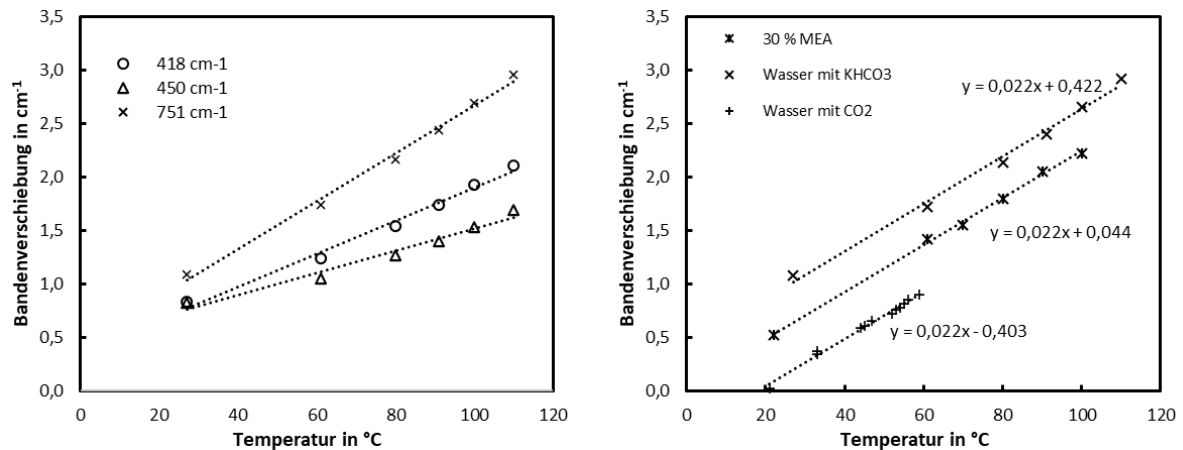 Bandenverschiebung in cm-1
3,5
3,0
2,5
2,0
1,5
1,0
0,5
0,0
418 cm-1
450 cm-1
751 cm-1
0 20 40 60 80 100 120
Temperatur in °C
Bandenverschiebung in cm-1
3,5
3,0
2,5
2,0
1,5
1,0
0,5
0,0
30 % MEA
Wasser mit KHCO3
Wasser mit CO2
y = 0,022x + 0,422
y = 0,022x + 0,044
y = 0,022x - 0,403
0 20 40 60 80 100 120
Temperatur in °C